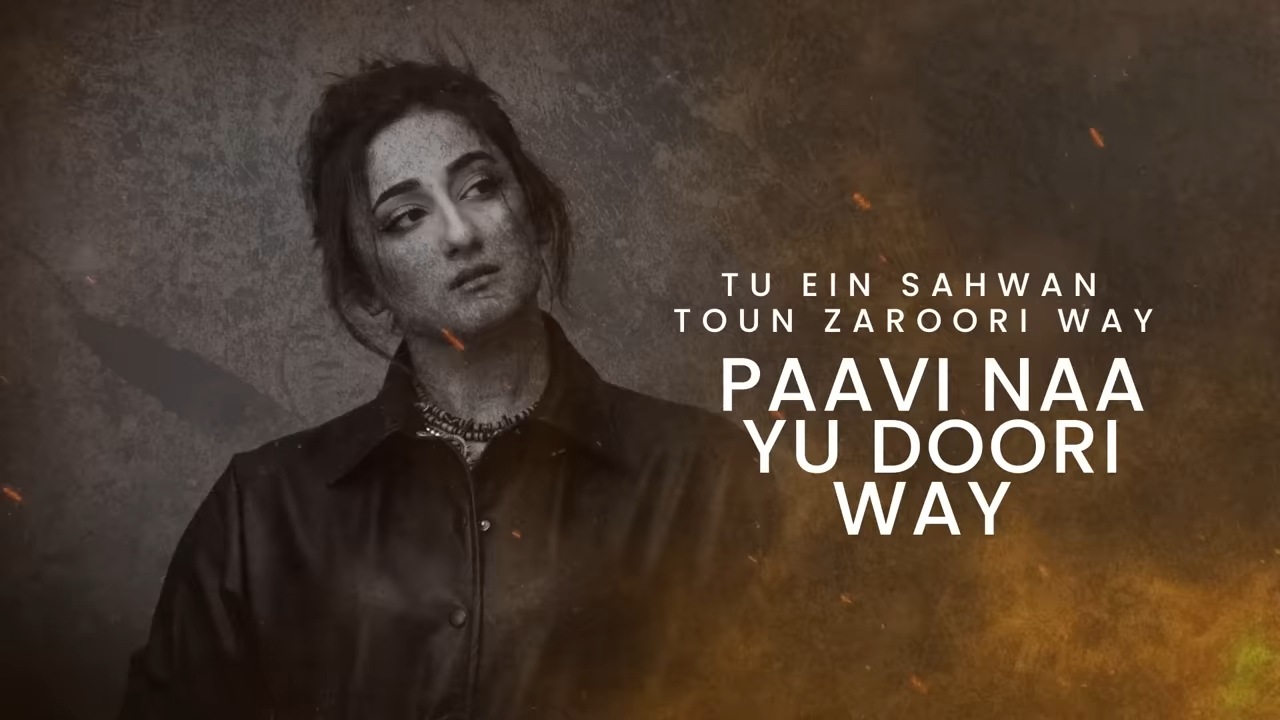 TU EIN SAHWAN
TOUN ZAROORI WAY
PAAVI NAA
YU DOORI
WAY